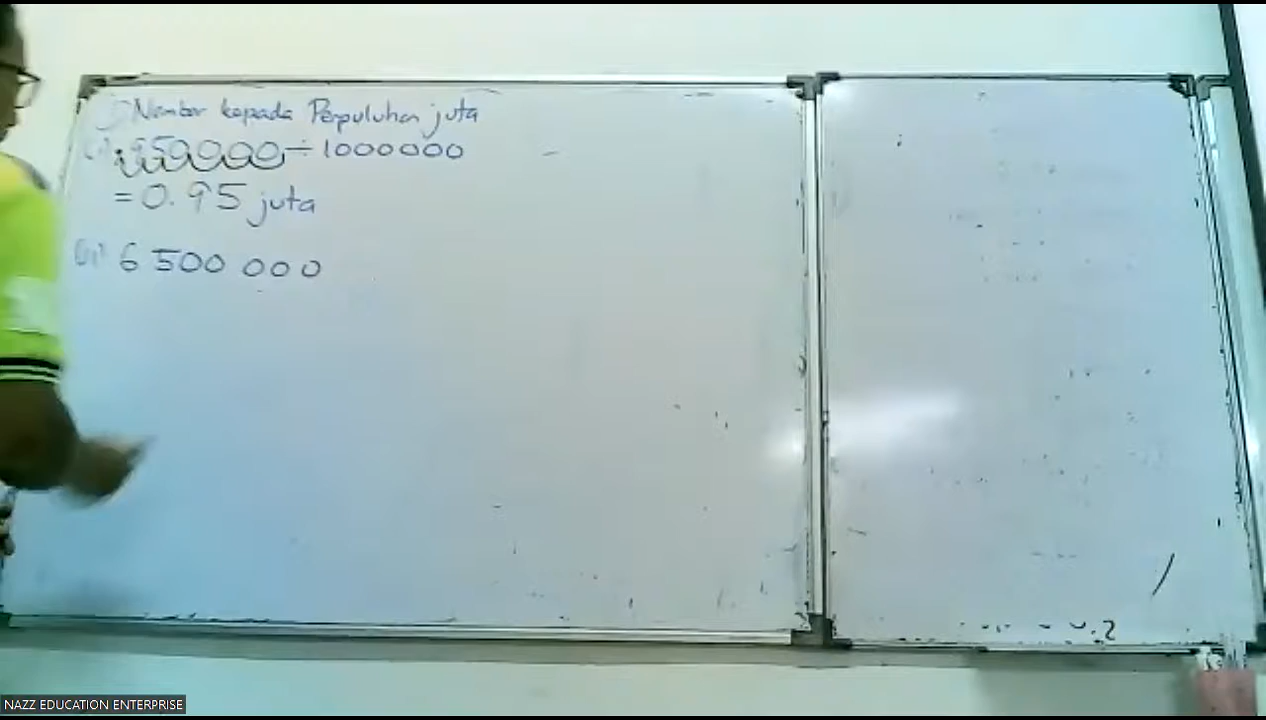 Nombor kepada Perpuluhan juta
950000 ÷ 1000000
= 0.95 juta
(ii) 6 500 000
NAZZ EDUCATION ENTERPRISE